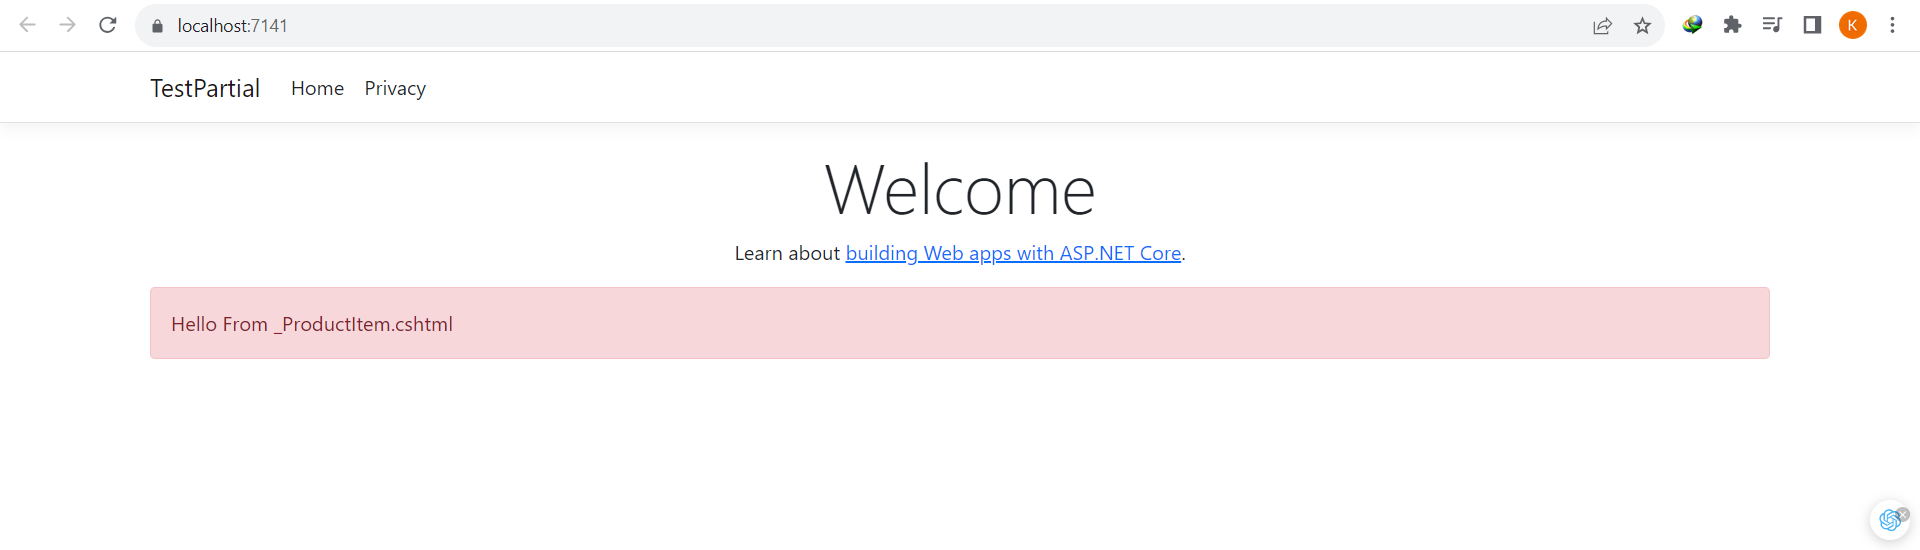 localhost:7141
K
TestPartial Home Privacy
Welcome
Learn about building Web apps with ASP.NET Core.
Hello From _ProductItem.cshtml